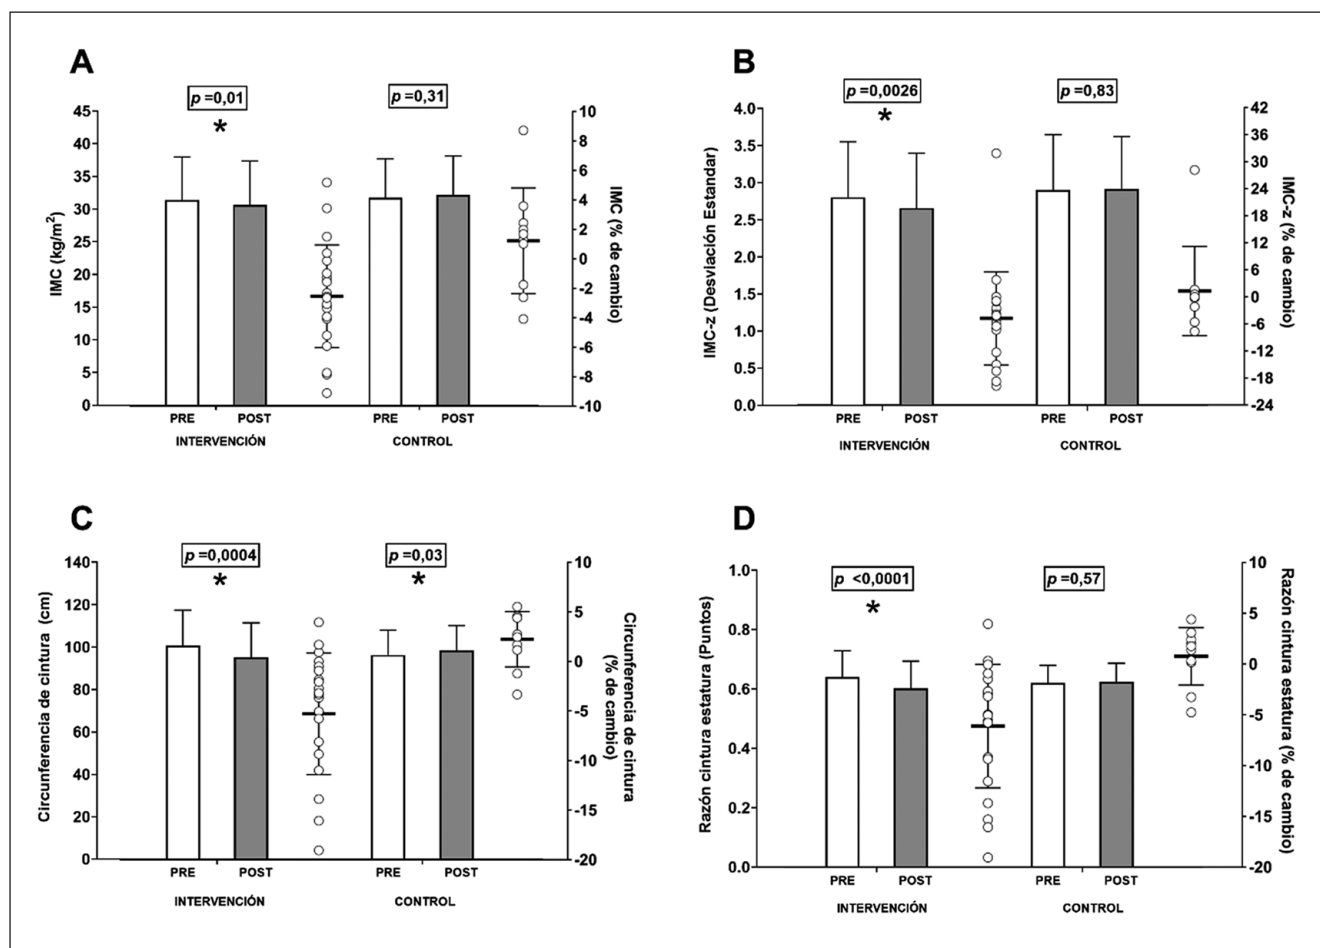 A
p =0,01
*
p =0,31
IMC (kg/m²)
45
40
35
30
25
20
15
10
5
0
IMC (% de cambio)
10
8
6
4
2
0
-2
-4
-6
-8
-10
PRE POST PRE POST
INTERVENCIÓN CONTROL
B
p =0,0026
*
p =0,83
IMC-z (Desviación Estandar)
4.0
3.5
3.0
2.5
2.0
1.5
1.0
0.5
0.0
IMC-z (% de cambio)
42
36
30
24
18
12
6
0
-6
-12
-18
-24
PRE POST PRE POST
INTERVENCIÓN CONTROL
C
p =0,0004
*
p =0,03
*
Circunferencia de cintura (cm)
140
120
100
80
60
40
20
0
Circunferencia de cintura
(% de cambio)
10
5
0
-5
-10
-15
-20
PRE POST PRE POST
INTERVENCIÓN CONTROL
D
p <0,0001
*
p =0,57
Razón cintura estatura (Puntos)
1.0
0.8
0.6
0.4
0.2
0.0
Razón cintura estatura (% de cambio)
10
5
0
-5
-10
-15
-20
PRE POST PRE POST
INTERVENCIÓN CONTROL